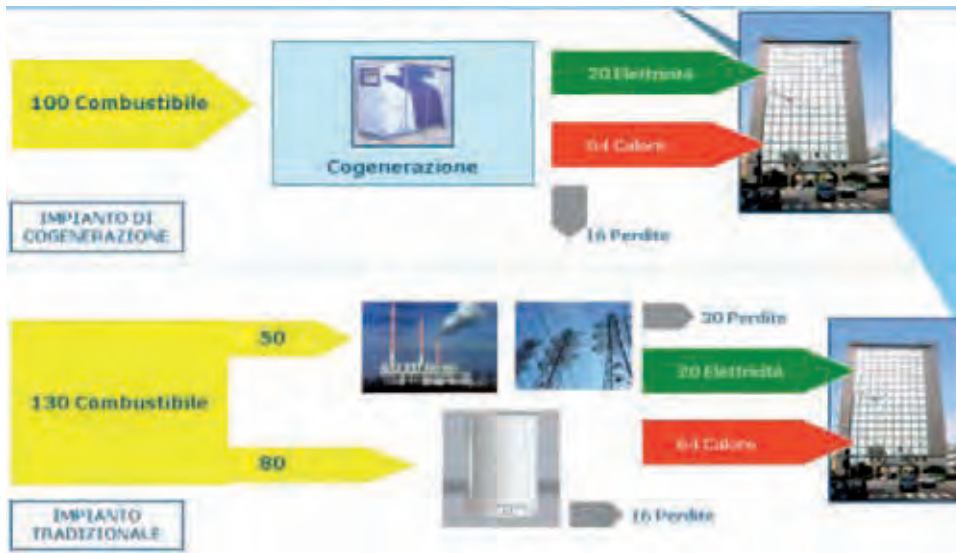 100 Combustibile
Cogenerazione
20 Elettricità
64 Calore
16 Perdite
IMPIANTO DI
COGENERAZIONE
130 Combustibile
50
80
30 Perdite
20 Elettricità
64 Calore
16 Perdite
IMPIANTO
TRADIZIONALE